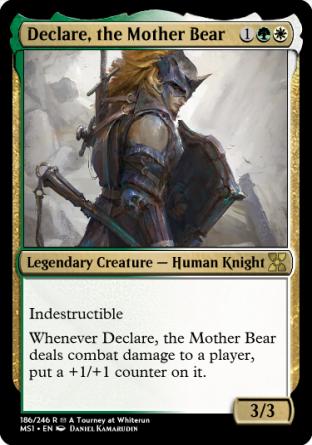 Declare, the Mother Bear 1
Legendary Creature — Human Knight
Indestructible
Whenever Declare, the Mother Bear
deals combat damage to a player,
put a +1/+1 counter on it.
3/3
186/246 R A Tourney at Whiterun
MS1 • EN Daniel Kamarudin